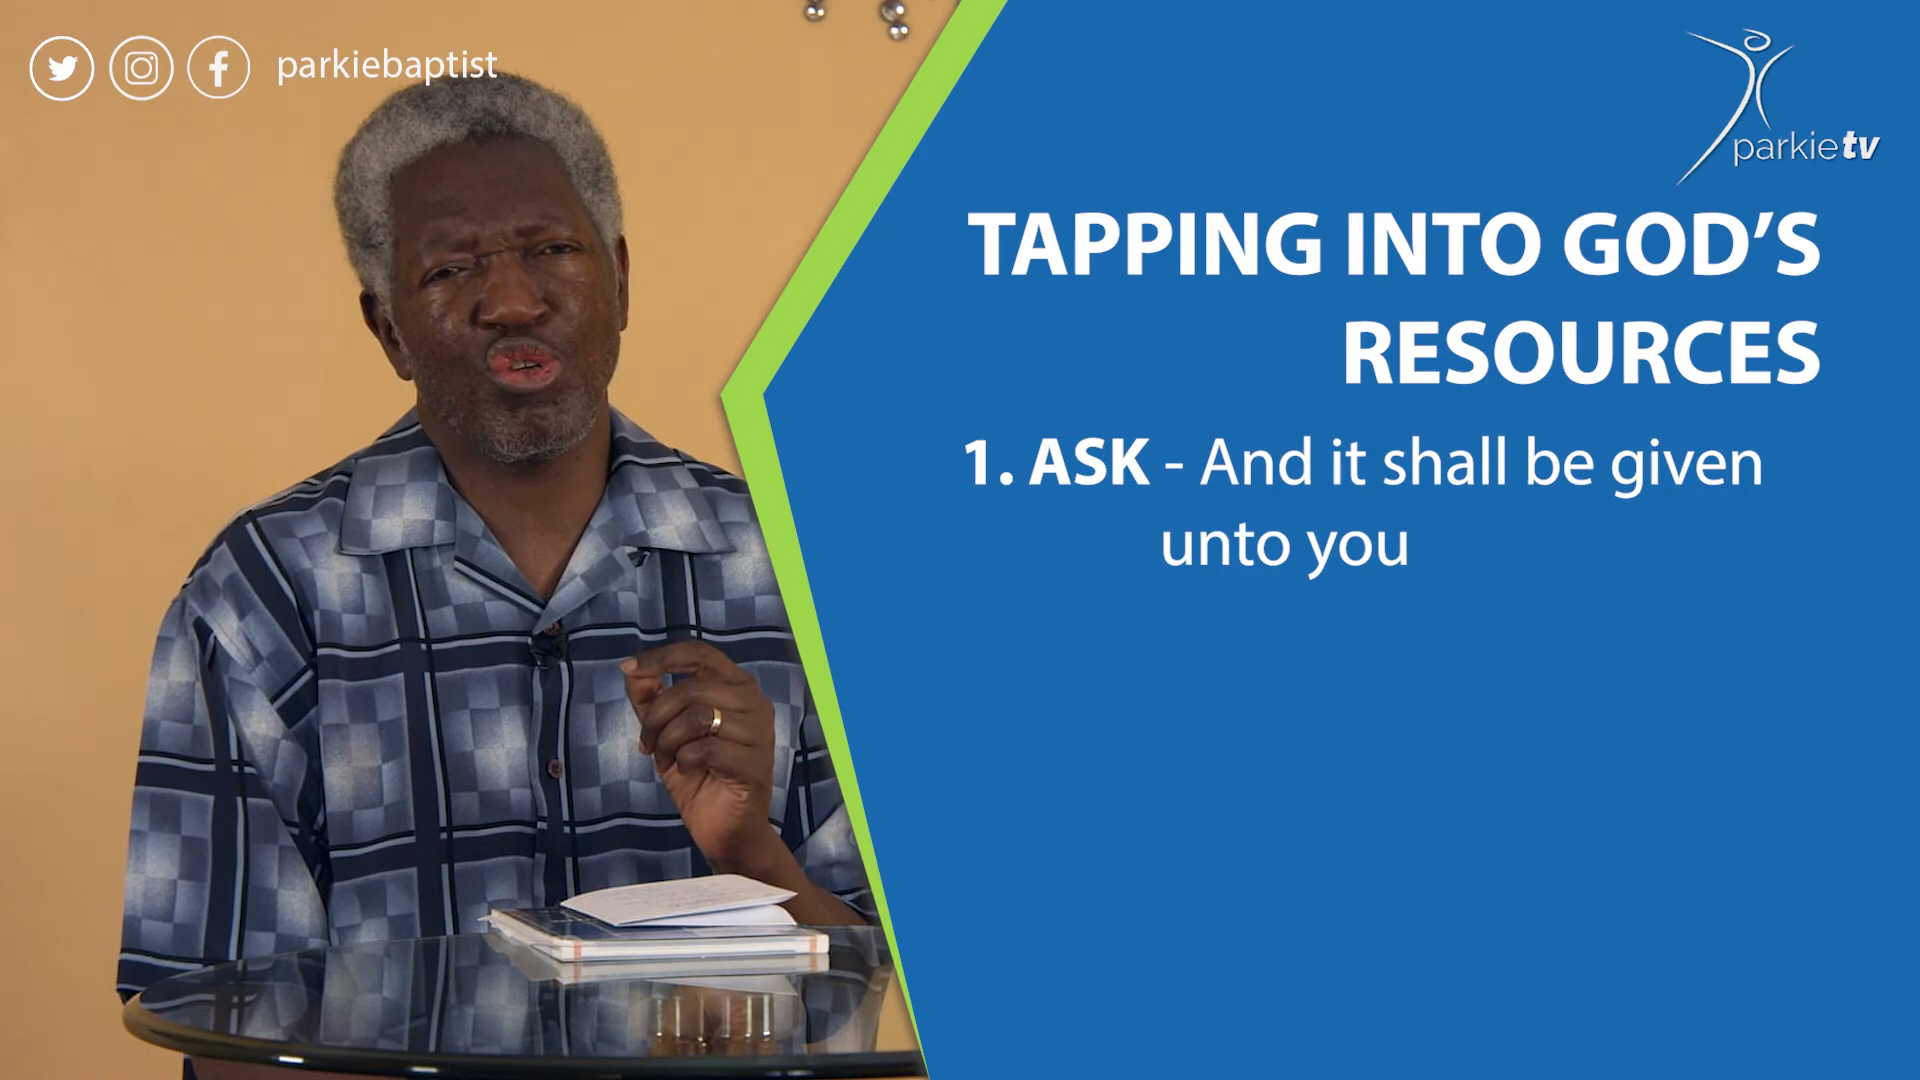 parkiebaptist
parkietv
TAPPING INTO GOD’S
RESOURCES
1. ASK - And it shall be given
unto you